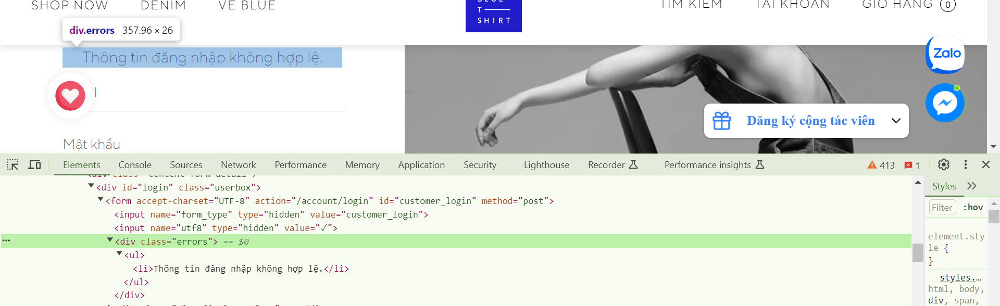 SHOP NOW DENIM VỀ BLUE
BLUE
T
SHIRT
TÌM KIẾM TÀI KHOẢN GIỎ HÀNG 0
div.errors 357.96 × 26
Thông tin đăng nhập không hợp lệ.
Zalo
Mật khẩu
Đăng ký cộng tác viên
Elements Console Sources Network Performance Memory Application Security Lighthouse Recorder Performance insights 413 1
<div id="login" class="userbox">
<form accept-charset="UTF-8" action="/account/login" id="customer_login" method="post">
<input name="form_type" type="hidden" value="customer_login">
<input name="utf8" type="hidden" value="✓">
<div class="errors"> == $0
<ul>
<li>Thông tin đăng nhập không hợp lệ.</li>
</ul>
</div>
Styles
Filter :hov
element.sty
le {
}
styles.…
html, body,
div, span,